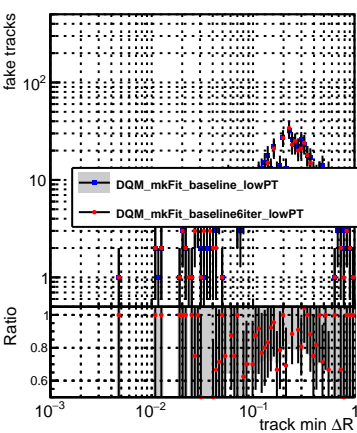 fake tracks
10²
10
1
DQM_mkFit_baseline_lowPT
DQM_mkFit_baseline6iter_lowPT
Ratio
1
0.8
0.6
10⁻³ 10⁻² 10⁻¹ 1
track min ΔR